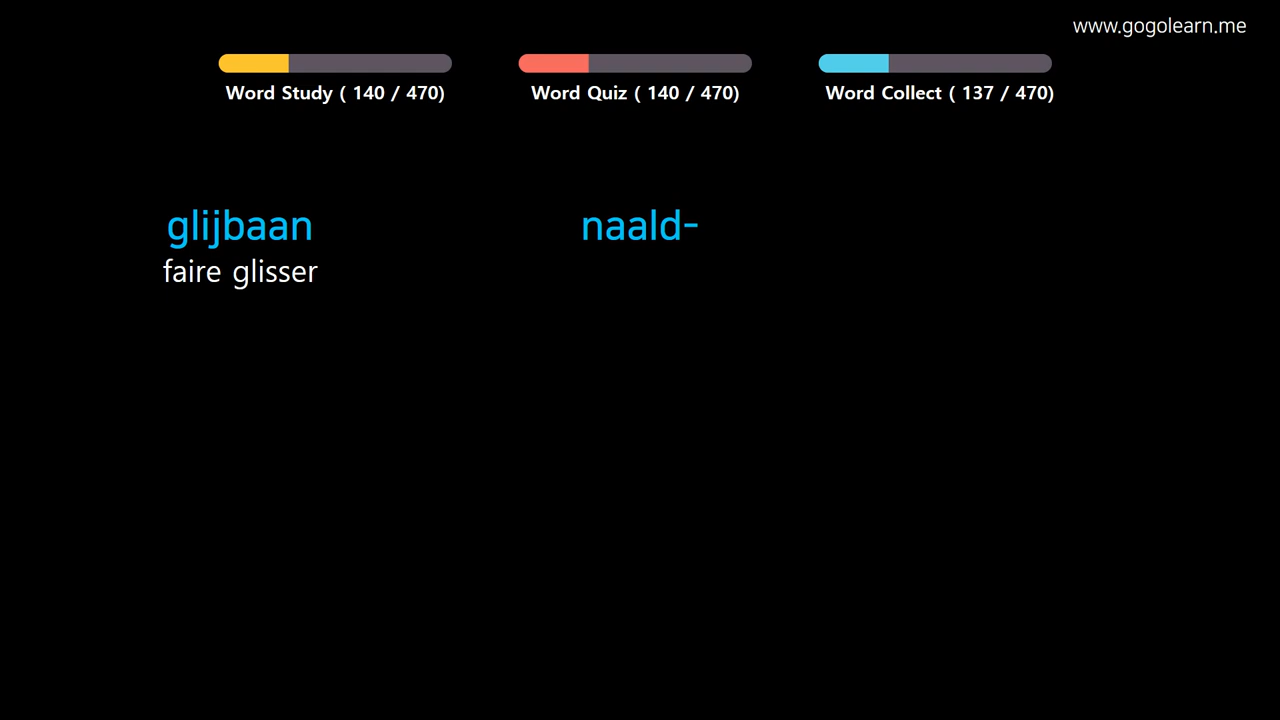 www.gogolearn.me
Word Study ( 140 / 470)
Word Quiz ( 140 / 470)
Word Collect ( 137 / 470)
glijbaan
faire glisser
naald-